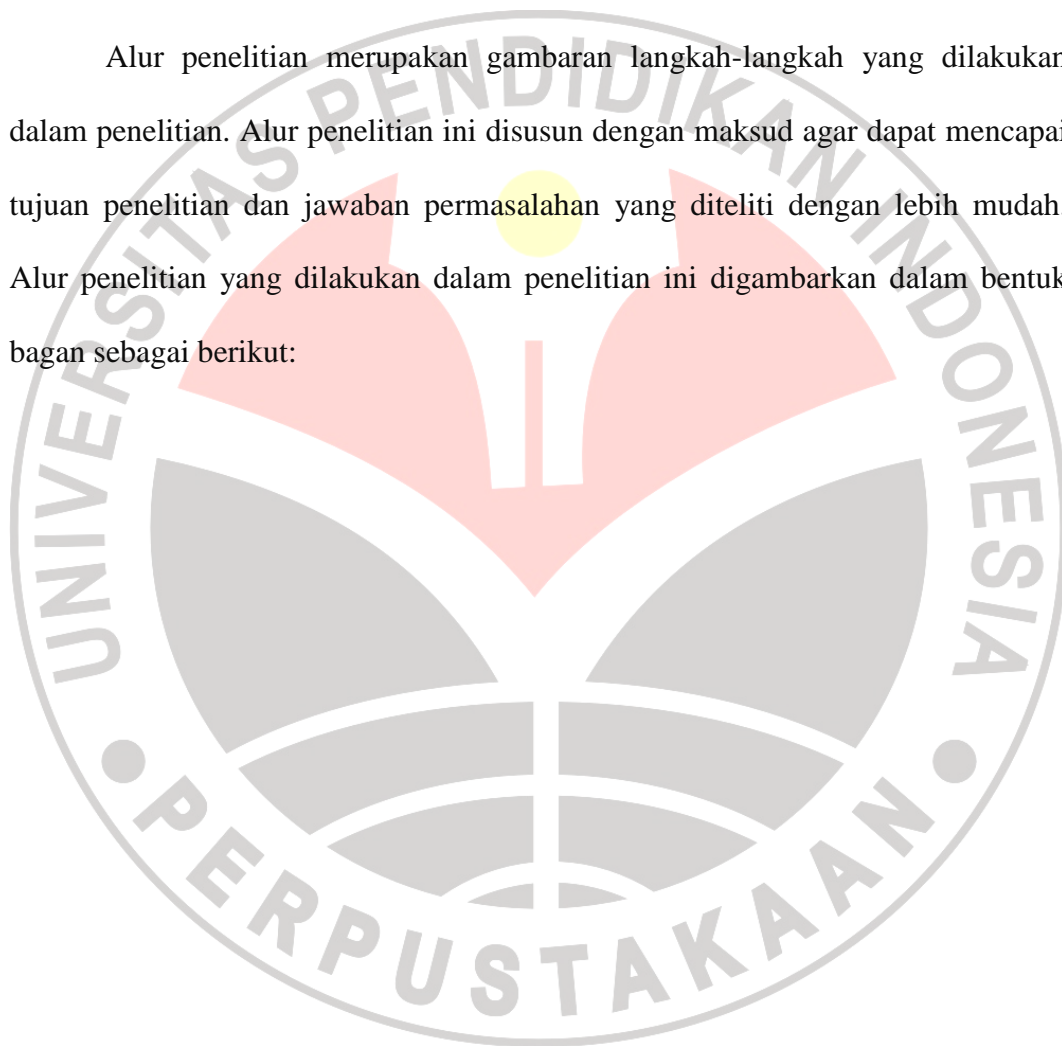 Alur penelitian merupakan gambaran langkah-langkah yang dilakukan
dalam penelitian. Alur penelitian ini disusun dengan maksud agar dapat mencapai
tujuan penelitian dan jawaban permasalahan yang diteliti dengan lebih mudah.
Alur penelitian yang dilakukan dalam penelitian ini digambarkan dalam bentuk
bagan sebagai berikut:
UNIVERSITAS PENDIDIKAN INDONESIA
PERPUSTAKAAN